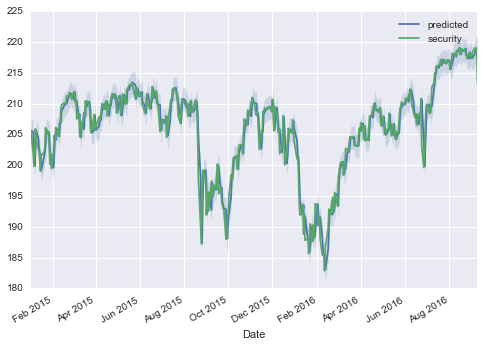 225
220
215
210
205
200
195
190
185
180
predicted
security
Feb 2015
Apr 2015
Jun 2015
Aug 2015
Oct 2015
Dec 2015
Feb 2016
Apr 2016
Jun 2016
Aug 2016
Date